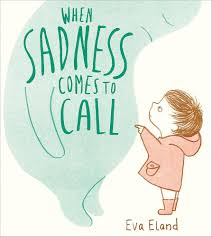 WHEN
SADNESS
COMES TO
CALL
Eva Eland